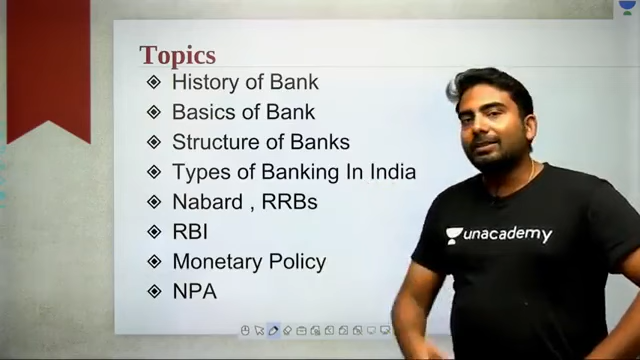 Topics
History of Bank
Basics of Bank
Structure of Banks
Types of Banking In India
Nabard , RRBs
RBI
Monetary Policy
NPA
unacademy